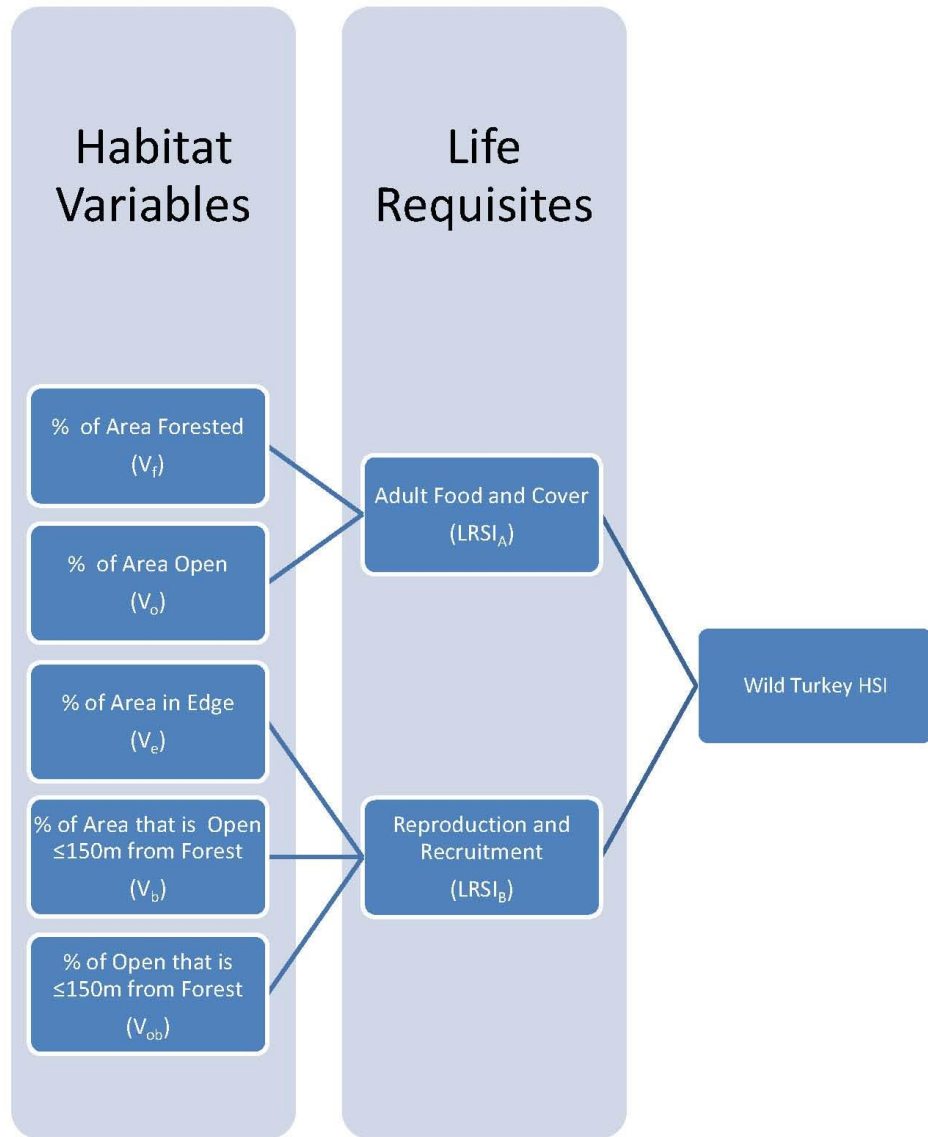 Habitat
Variables
% of Area Forested
(Vf)
% of Area Open
(Vo)
% of Area in Edge
(Ve)
% of Area that is Open
≤150m from Forest
(Vb)
% of Open that is
≤150m from Forest
(Vob)
Life
Requisites
Adult Food and Cover
(LRSIA)
Reproduction and
Recruitment
(LRSIB)
Wild Turkey HSI